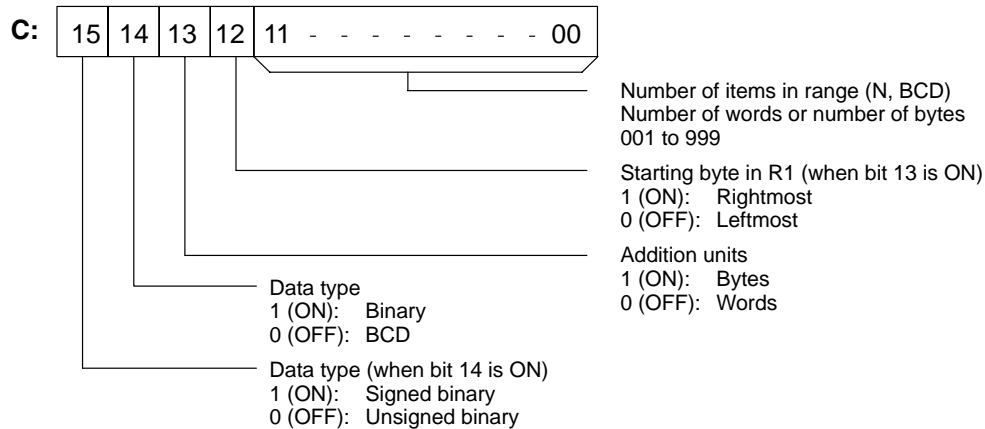 C: 15 14 13 12 11 - - - - - - - - 00
Number of items in range (N, BCD)
Number of words or number of bytes
001 to 999
Starting byte in R1 (when bit 13 is ON)
1 (ON): Rightmost
0 (OFF): Leftmost
Addition units
1 (ON): Bytes
0 (OFF): Words
Data type
1 (ON): Binary
0 (OFF): BCD
Data type (when bit 14 is ON)
1 (ON): Signed binary
0 (OFF): Unsigned binary